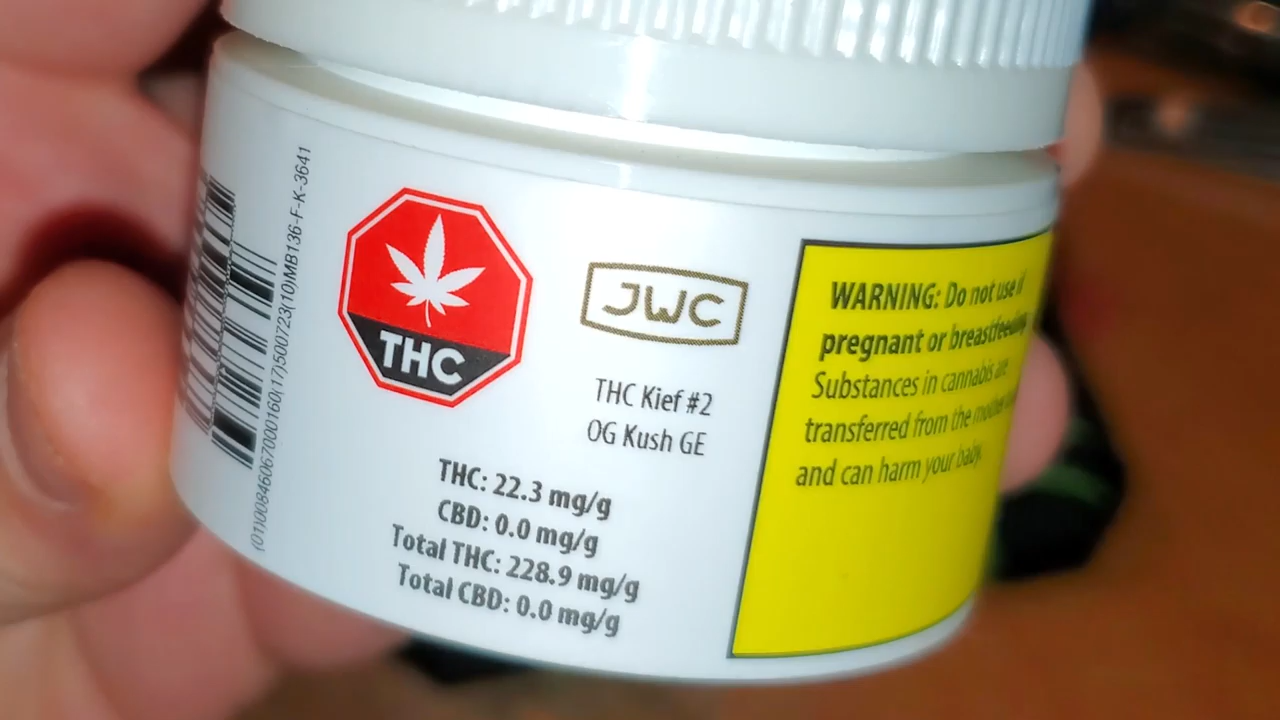 (01)00846067000160(17)500723(10)MB136-F-K-3641
THC
JWC
THC Kief #2
OG Kush GE
THC: 22.3 mg/g
CBD: 0.0 mg/g
Total THC: 228.9 mg/g
Total CBD: 0.0 mg/g
WARNING: Do not use if
pregnant or breastfeeding.
Substances in cannabis are
transferred from the mother
and can harm your baby.